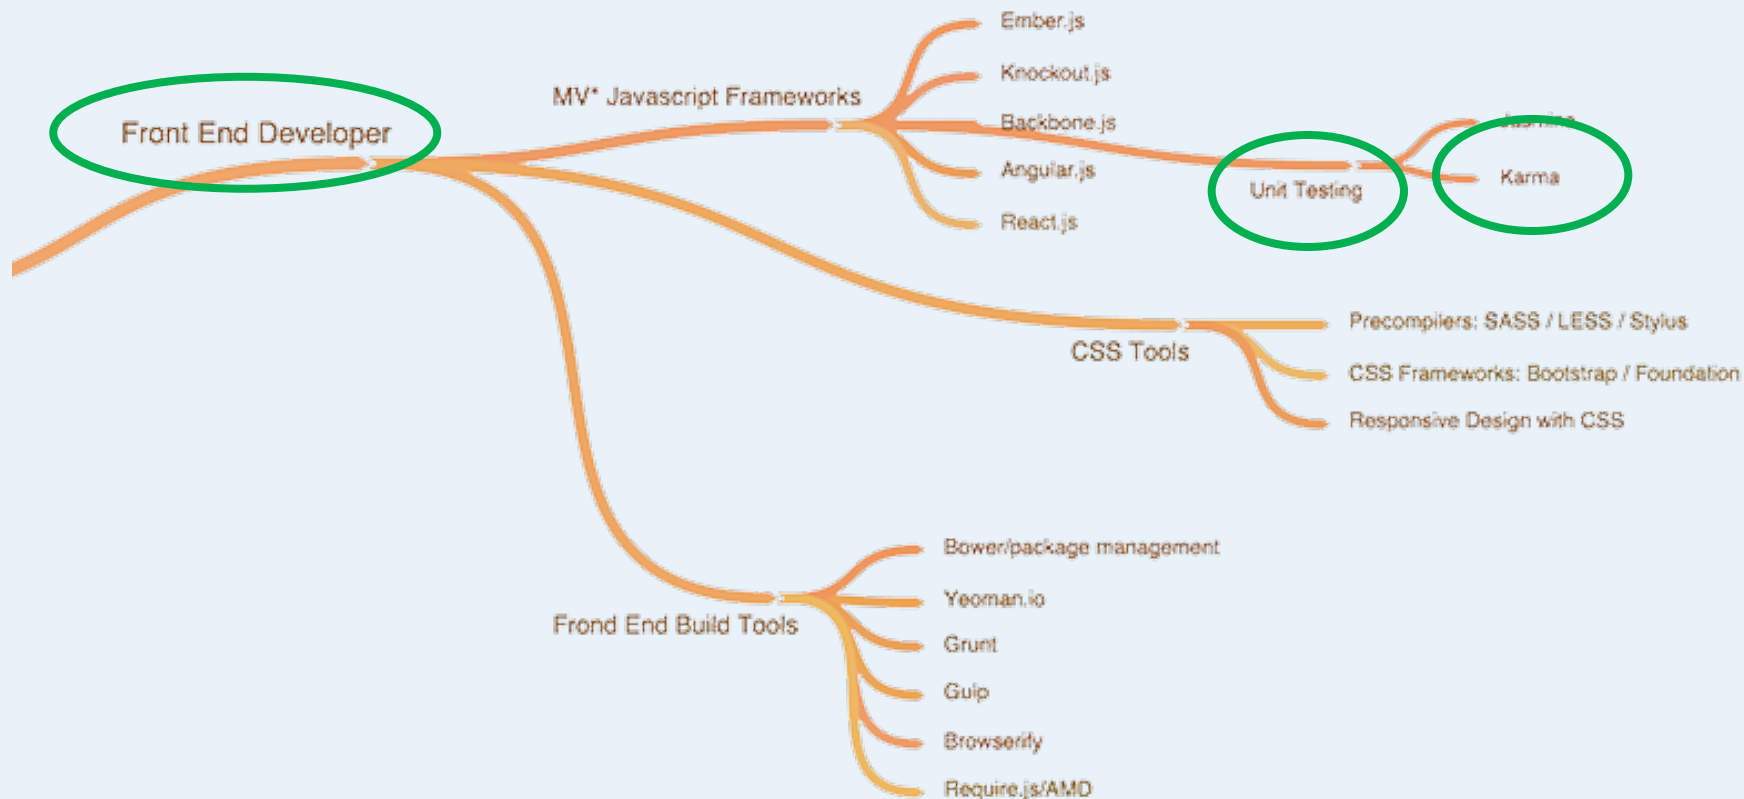 Front End Developer
MV* Javascript Frameworks
Ember.js
Knockout.js
Backbone.js
Angular.js
React.js
Unit Testing
Jasmine
Karma
CSS Tools
Precompilers: SASS / LESS / Stylus
CSS Frameworks: Bootstrap / Foundation
Responsive Design with CSS
Frond End Build Tools
Bower/package management
Yeoman.io
Grunt
Gulp
Browserify
Require.js/AMD